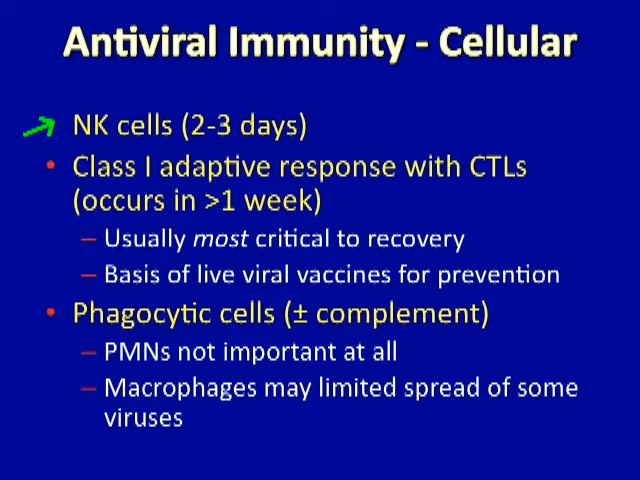 Antiviral Immunity - Cellular
NK cells (2-3 days)
• Class I adaptive response with CTLs
(occurs in >1 week)
– Usually most critical to recovery
– Basis of live viral vaccines for prevention
• Phagocytic cells (± complement)
– PMNs not important at all
– Macrophages may limited spread of some
viruses